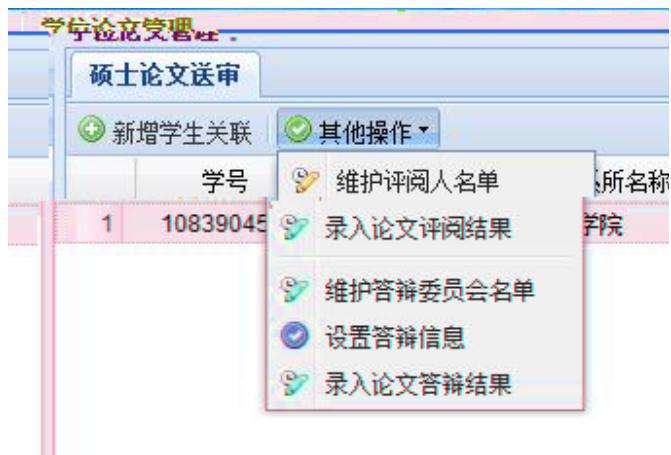 学位论文管理
硕士论文送审
新增学生关联 其他操作
学号 所名称
1 10839045 学院
维护评阅人名单
录入论文评阅结果
维护答辩委员会名单
设置答辩信息
录入论文答辩结果